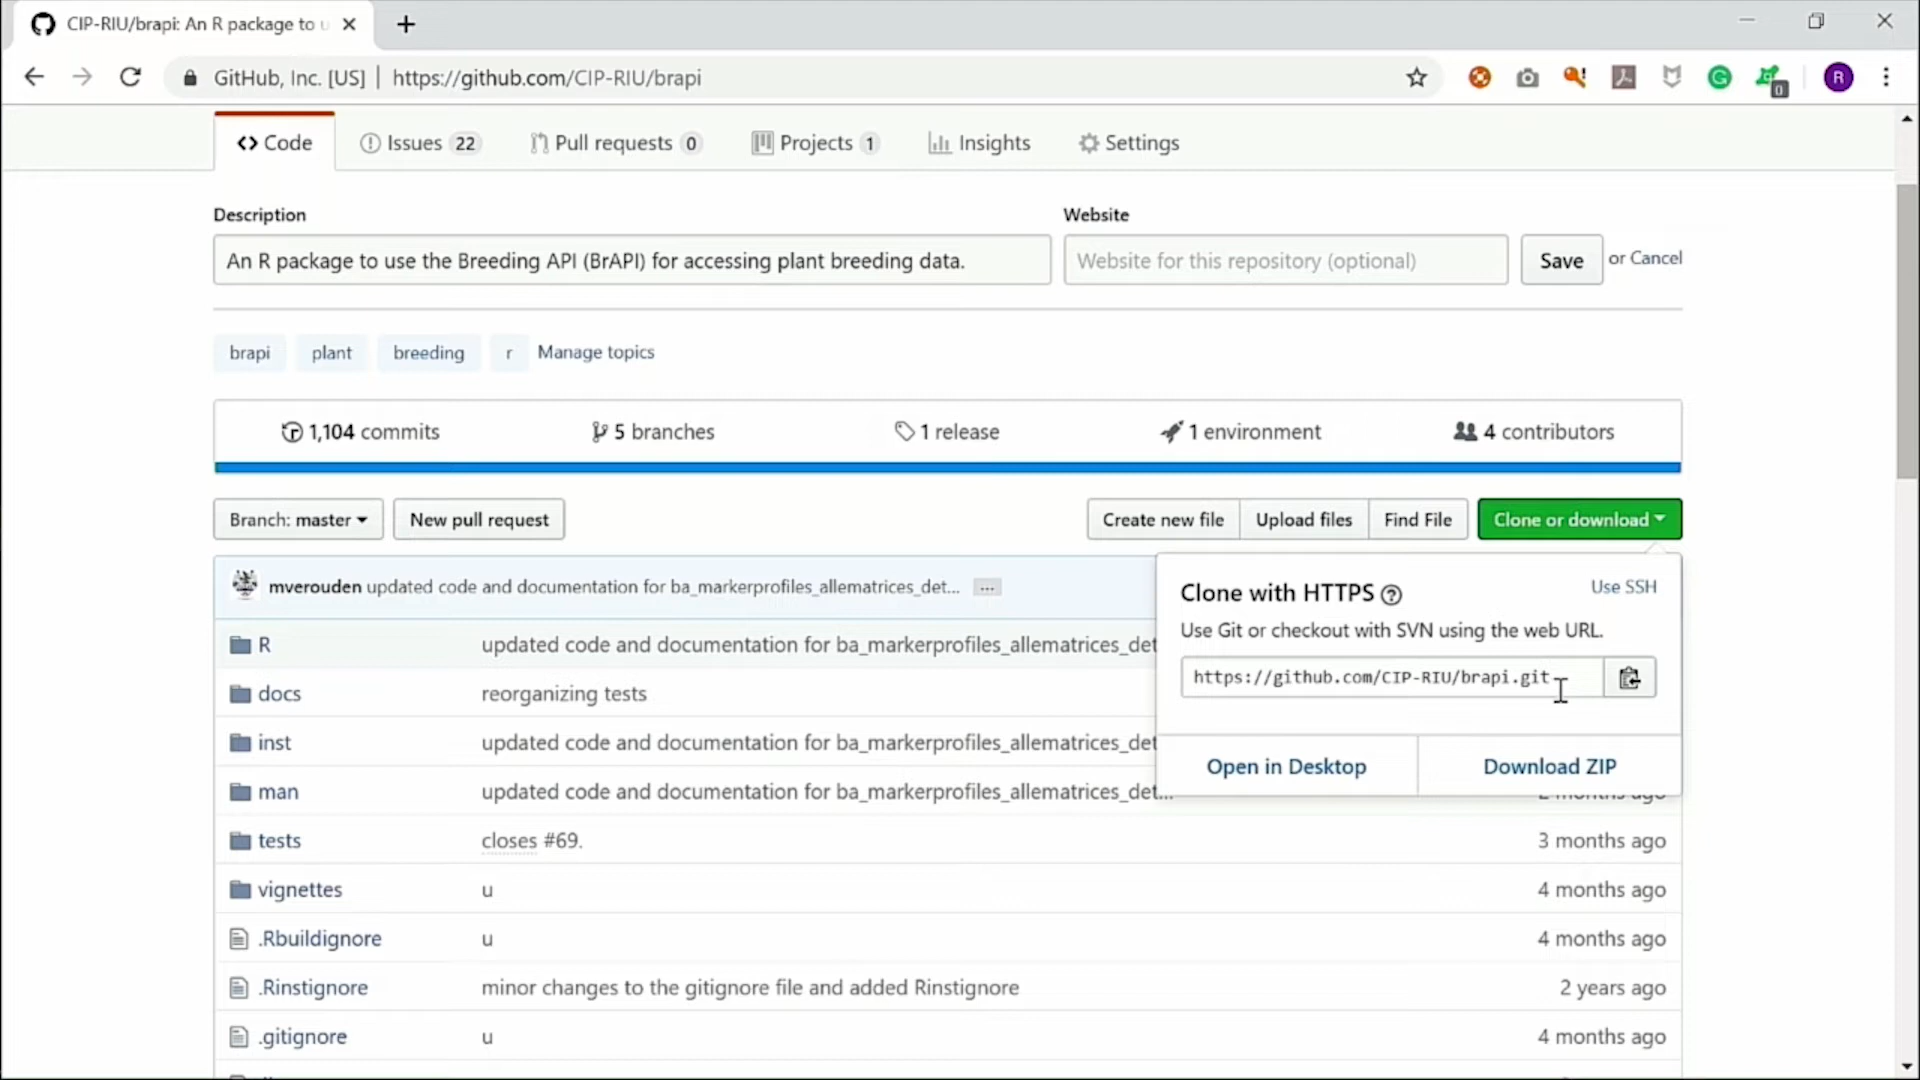 CIP-RIU/brapi: An R package to u
GitHub, Inc. [US] | https://github.com/CIP-RIU/brapi
R
0
Code
Issues 22
Pull requests 0
Projects 1
Insights
Settings
Description
Website
An R package to use the Breeding API (BrAPI) for accessing plant breeding data.
Website for this repository (optional)
Save
or Cancel
brapi plant breeding r Manage topics
1,104 commits
5 branches
1 release
1 environment
4 contributors
Branch: master
New pull request
Create new file
Upload files
Find File
Clone or download
mverouden updated code and documentation for ba_markerprofiles_allematrices_det... ...
Clone with HTTPS
Use SSH
Use Git or checkout with SVN using the web URL.
https://github.com/CIP-RIU/brapi.git
Open in Desktop
Download ZIP
R updated code and documentation for ba_markerprofiles_allematrices_det
docs reorganizing tests
inst updated code and documentation for ba_markerprofiles_allematrices_det
man updated code and documentation for ba_markerprofiles_allematrices_det... 2 months ago
tests closes #69. 3 months ago
vignettes u 4 months ago
.Rbuildignore u 4 months ago
.Rinstignore minor changes to the gitignore file and added Rinstignore 2 years ago
.gitignore u 4 months ago